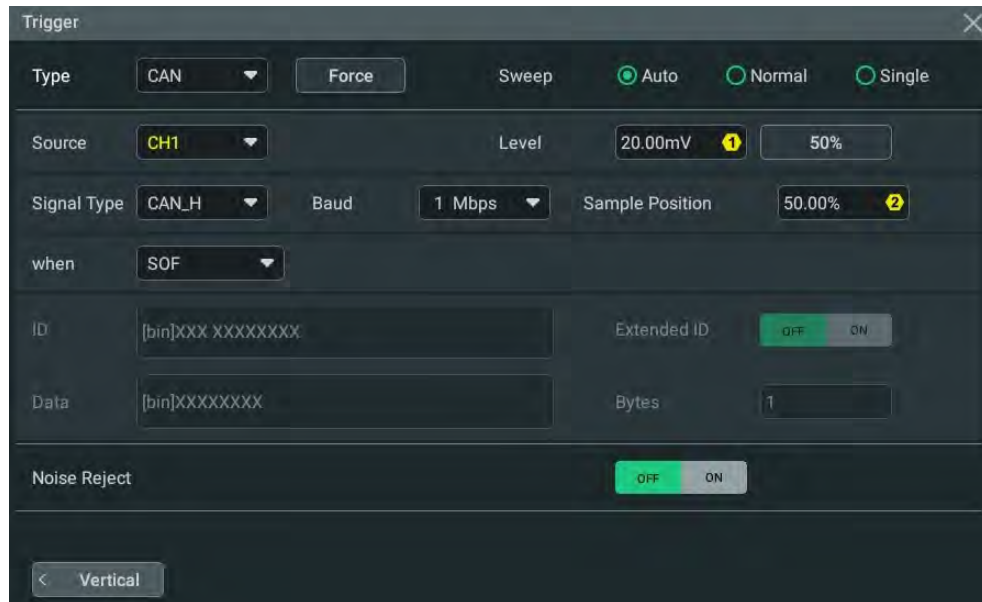 Trigger
Type CAN Force Sweep Auto Normal Single
Source CH1 Level 20.00mV 1 50%
Signal Type CAN_H Baud 1 Mbps Sample Position 50.00% 2
when SOF
ID [bin]XXX XXXXXXXX Extended ID OFF ON
Data [bin]XXXXXXXX Bytes 1
Noise Reject OFF ON
< Vertical